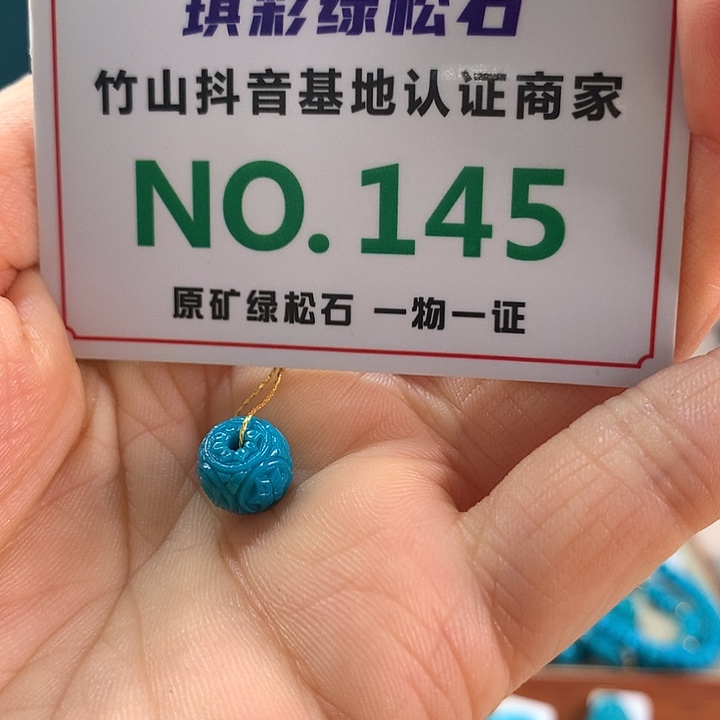 琪彩绿松石
竹山抖音基地认证商家
NO.145
原矿绿松石 一物一证